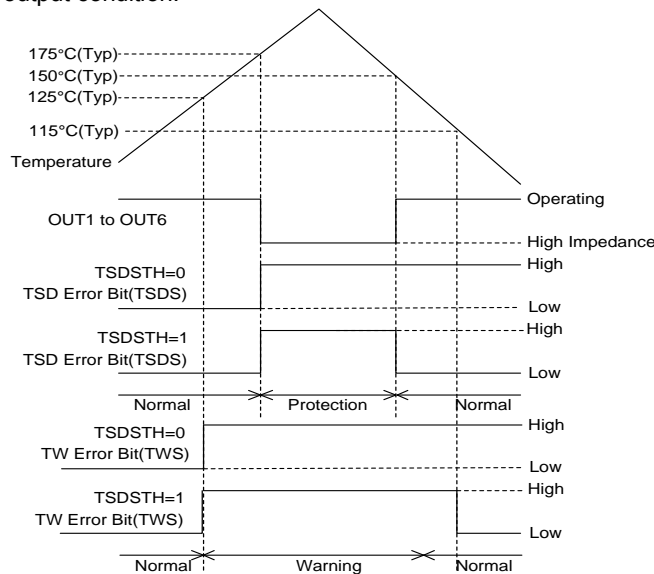 output condition.
175°C(Typ)
150°C(Typ)
125°C(Typ)
115°C(Typ)
Temperature
Operating
OUT1 to OUT6
High Impedance
TSDSTH=0
TSD Error Bit(TSDS)
High
Low
TSDSTH=1
TSD Error Bit(TSDS)
High
Low
Normal
Protection
Normal
TSDSTH=0
TW Error Bit(TWS)
High
Low
TSDSTH=1
TW Error Bit(TWS)
High
Low
Normal
Warning
Normal